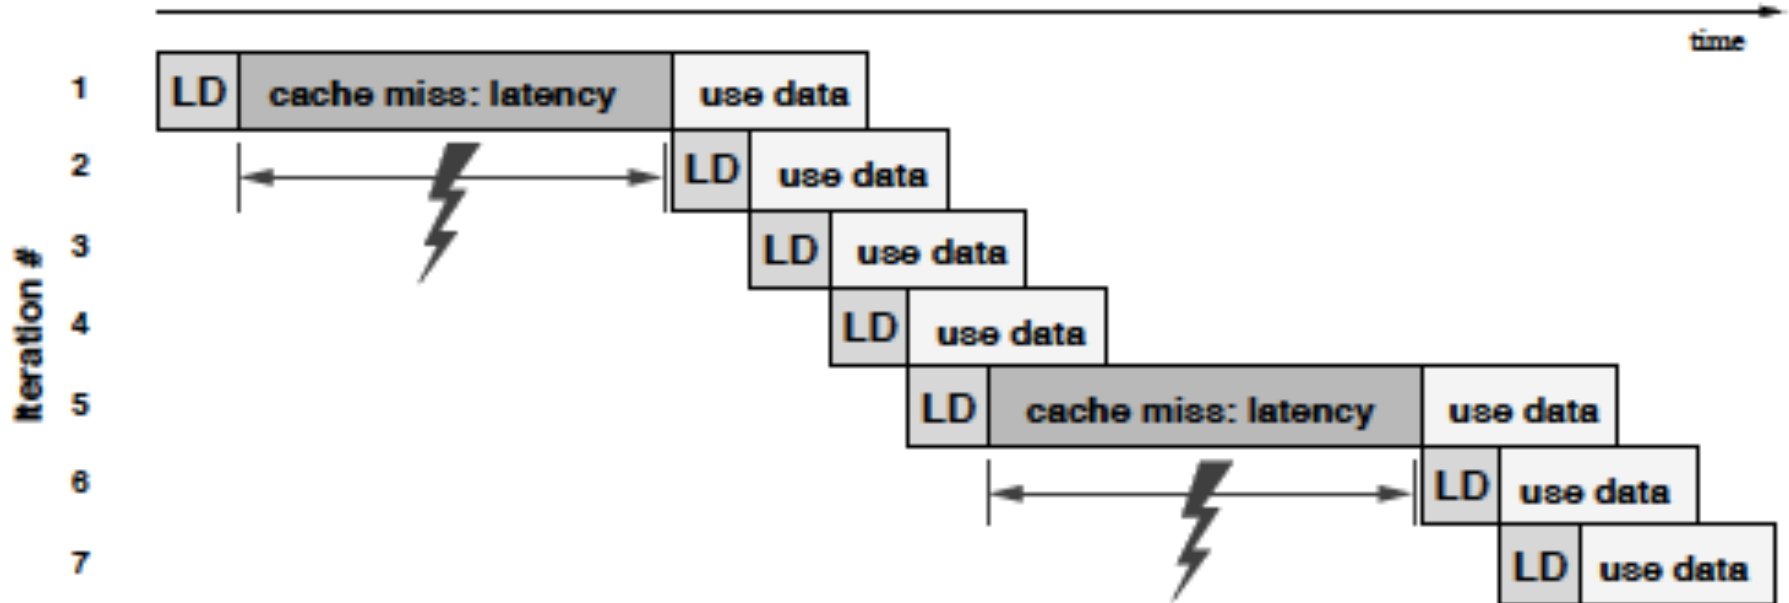 time
1 LD cache miss: latency use data
2 LD use data
3 LD use data
4 LD use data
5 LD cache miss: latency use data
6 LD use data
7 LD use data
Iteration #